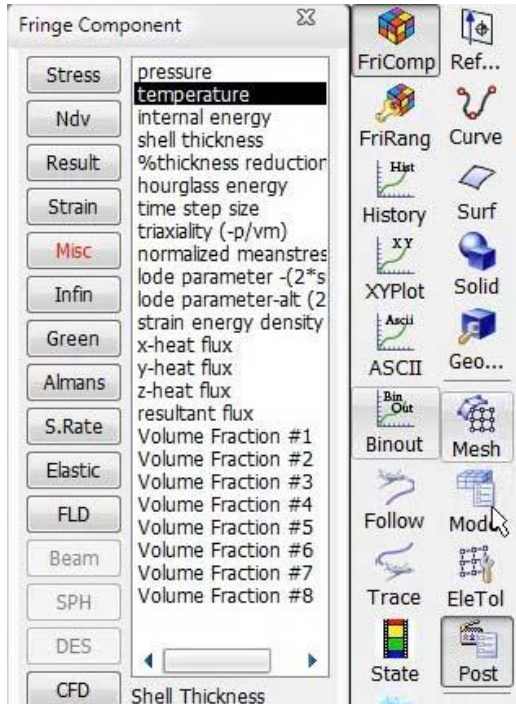 Fringe Component
Stress
Ndv
Result
Strain
Misc
Infin
Green
Almans
S.Rate
Elastic
FLD
Beam
SPH
DES
CFD
pressure
temperature
internal energy
shell thickness
%thickness reduction
hourglass energy
time step size
triaxiality (-p/vm)
normalized meanstres
lode parameter -(2*s
lode parameter-alt (2
strain energy density
x-heat flux
y-heat flux
z-heat flux
resultant flux
Volume Fraction #1
Volume Fraction #2
Volume Fraction #3
Volume Fraction #4
Volume Fraction #5
Volume Fraction #6
Volume Fraction #7
Volume Fraction #8
Shell Thickness
FriComp
FriRang
Hist
History
X Y
XYPlot
Ascii
ASCII
Bin
Out
Binout
Follow
Trace
State
Ref...
Curve
Surf
Solid
Geo...
Mesh
EleTol
Post